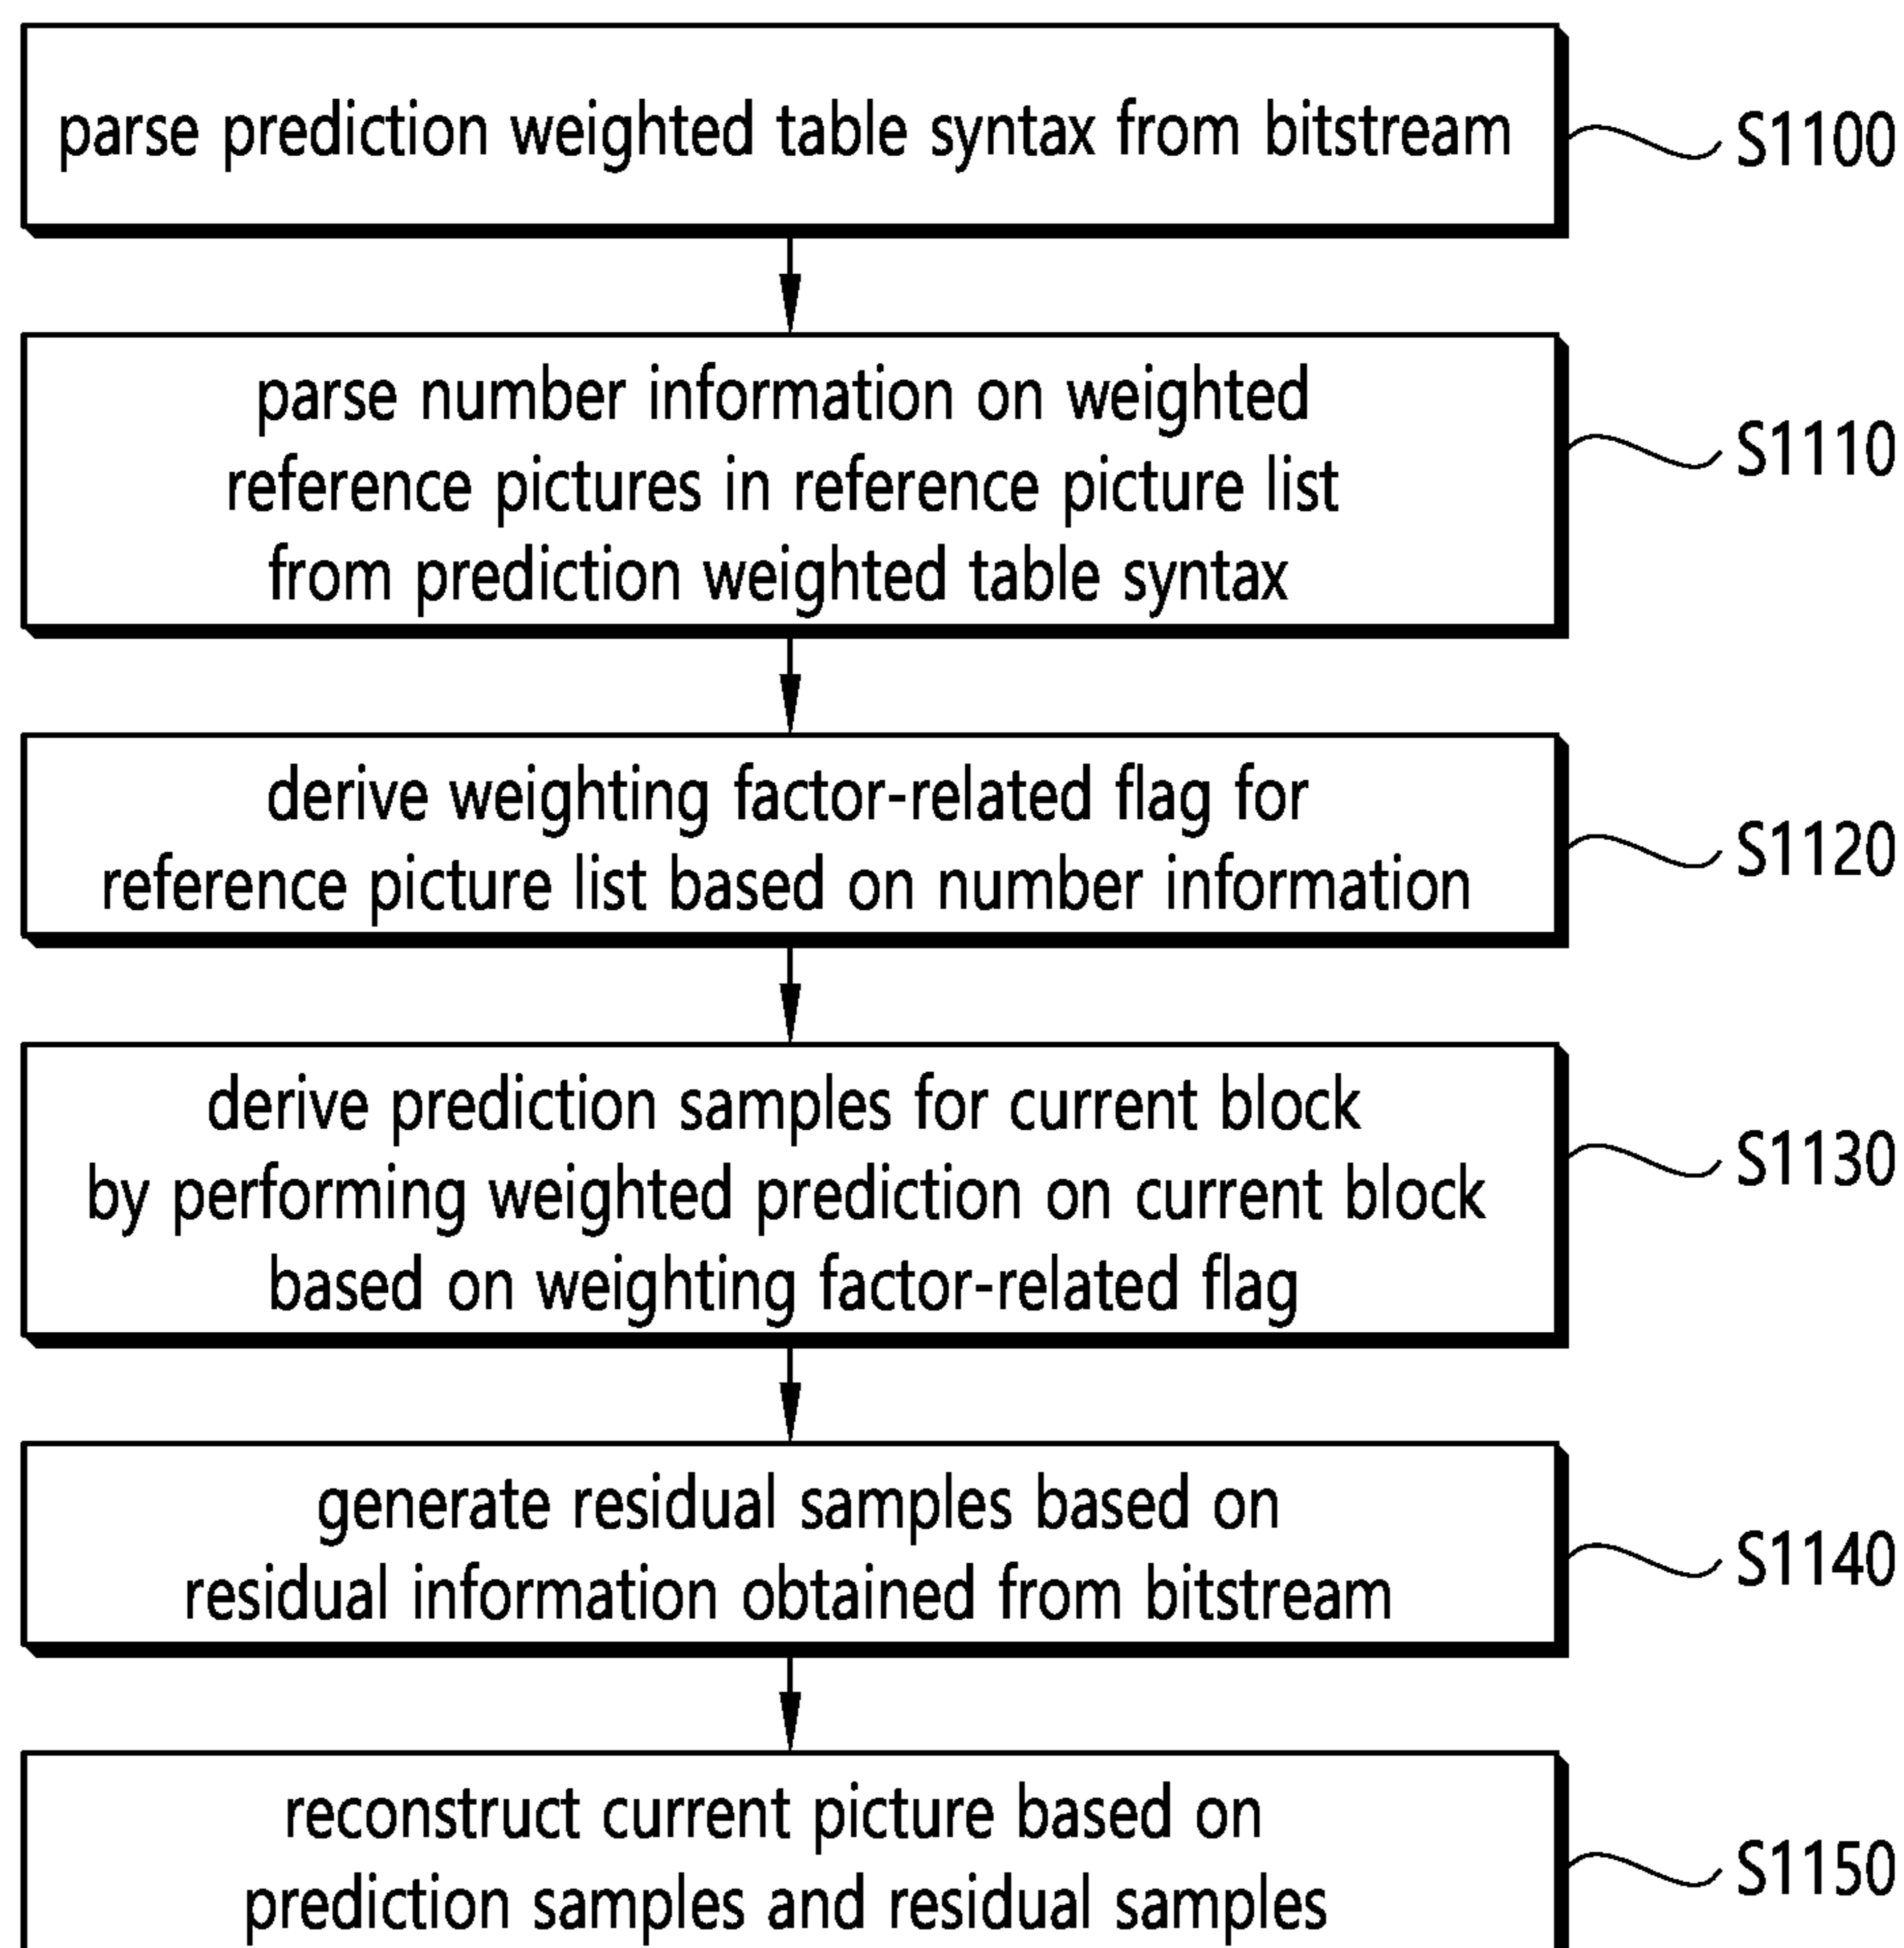 parse prediction weighted table syntax from bitstream
S1100
parse number information on weighted
reference pictures in reference picture list
from prediction weighted table syntax
S1110
derive weighting factor-related flag for
reference picture list based on number information
S1120
derive prediction samples for current block
by performing weighted prediction on current block
based on weighting factor-related flag
S1130
generate residual samples based on
residual information obtained from bitstream
S1140
reconstruct current picture based on
prediction samples and residual samples
S1150